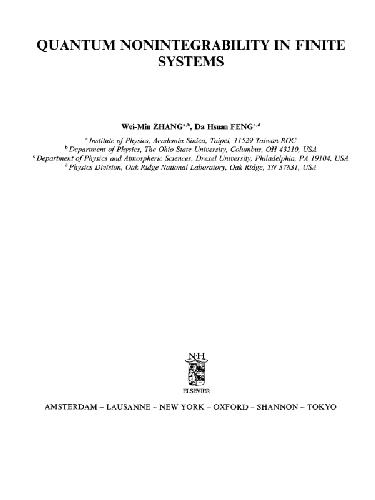 QUANTUM NONINTEGRABILITY IN FINITE
SYSTEMS
Wei-Min ZHANG a,b, Da Hsuan FENG c,d
a Institute of Physics, Academia Sinica, Taipei, 11529 Taiwan ROC
b Department of Physics, The Ohio State University, Columbus, OH 43210, USA
c Department of Physics and Atmospheric Sciences, Drexel University, Philadelphia, PA 19104, USA
d Physics Division, Oak Ridge National Laboratory, Oak Ridge, TN 37831, USA
N·H
ELSEVIER
AMSTERDAM – LAUSANNE – NEW YORK – OXFORD – SHANNON – TOKYO